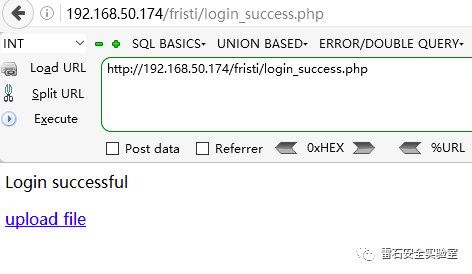 192.168.50.174/fristi/login_success.php
INT SQL BASICS UNION BASED ERROR/DOUBLE QUERY
Load URL http://192.168.50.174/fristi/login_success.php
Split URL
Execute
Post data Referrer 0xHEX %URL
Login successful
upload file
雷石安全实验室